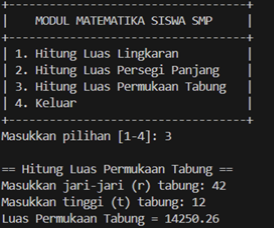 +-----------------------------------+
|    MODUL MATEMATIKA SISWA SMP     |
+-----------------------------------+
| 1. Hitung Luas Lingkaran          |
| 2. Hitung Luas Persegi Panjang    |
| 3. Hitung Luas Permukaan Tabung   |
| 4. Keluar                         |
+-----------------------------------+
Masukkan pilihan [1-4]: 3

== Hitung Luas Permukaan Tabung ==
Masukkan jari-jari (r) tabung: 42
Masukkan tinggi (t) tabung: 12
Luas Permukaan Tabung = 14250.26